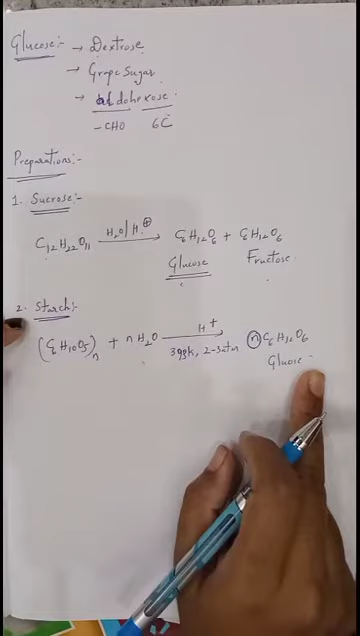 Glucose:- → Dextrose
→ Grape Sugar
→ aldohexose.
-CHO 6C
Preparations:-
1. Sucrose:-
C12H22O11 H2O/H⊕ → C6H12O6 + C6H12O6
Glucose Fructose.
2. Starch:-
(C6H10O5)n + nH2O H+ → n C6H12O6
393K, 2-3atm Gluose